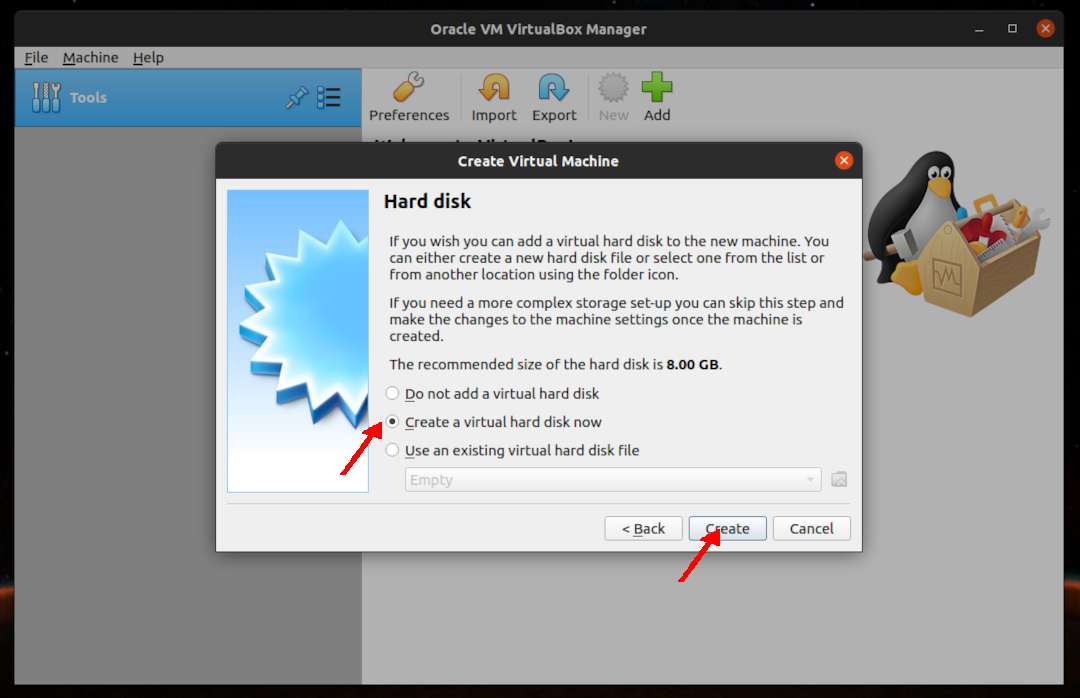 Oracle VM VirtualBox Manager
File Machine Help
Tools
Preferences Import Export New Add
Create Virtual Machine
Hard disk
If you wish you can add a virtual hard disk to the new machine. You
can either create a new hard disk file or select one from the list or
from another location using the folder icon.
If you need a more complex storage set-up you can skip this step and
make the changes to the machine settings once the machine is
created.
The recommended size of the hard disk is 8.00 GB.
Do not add a virtual hard disk
Create a virtual hard disk now
Use an existing virtual hard disk file
Empty
< Back Create Cancel